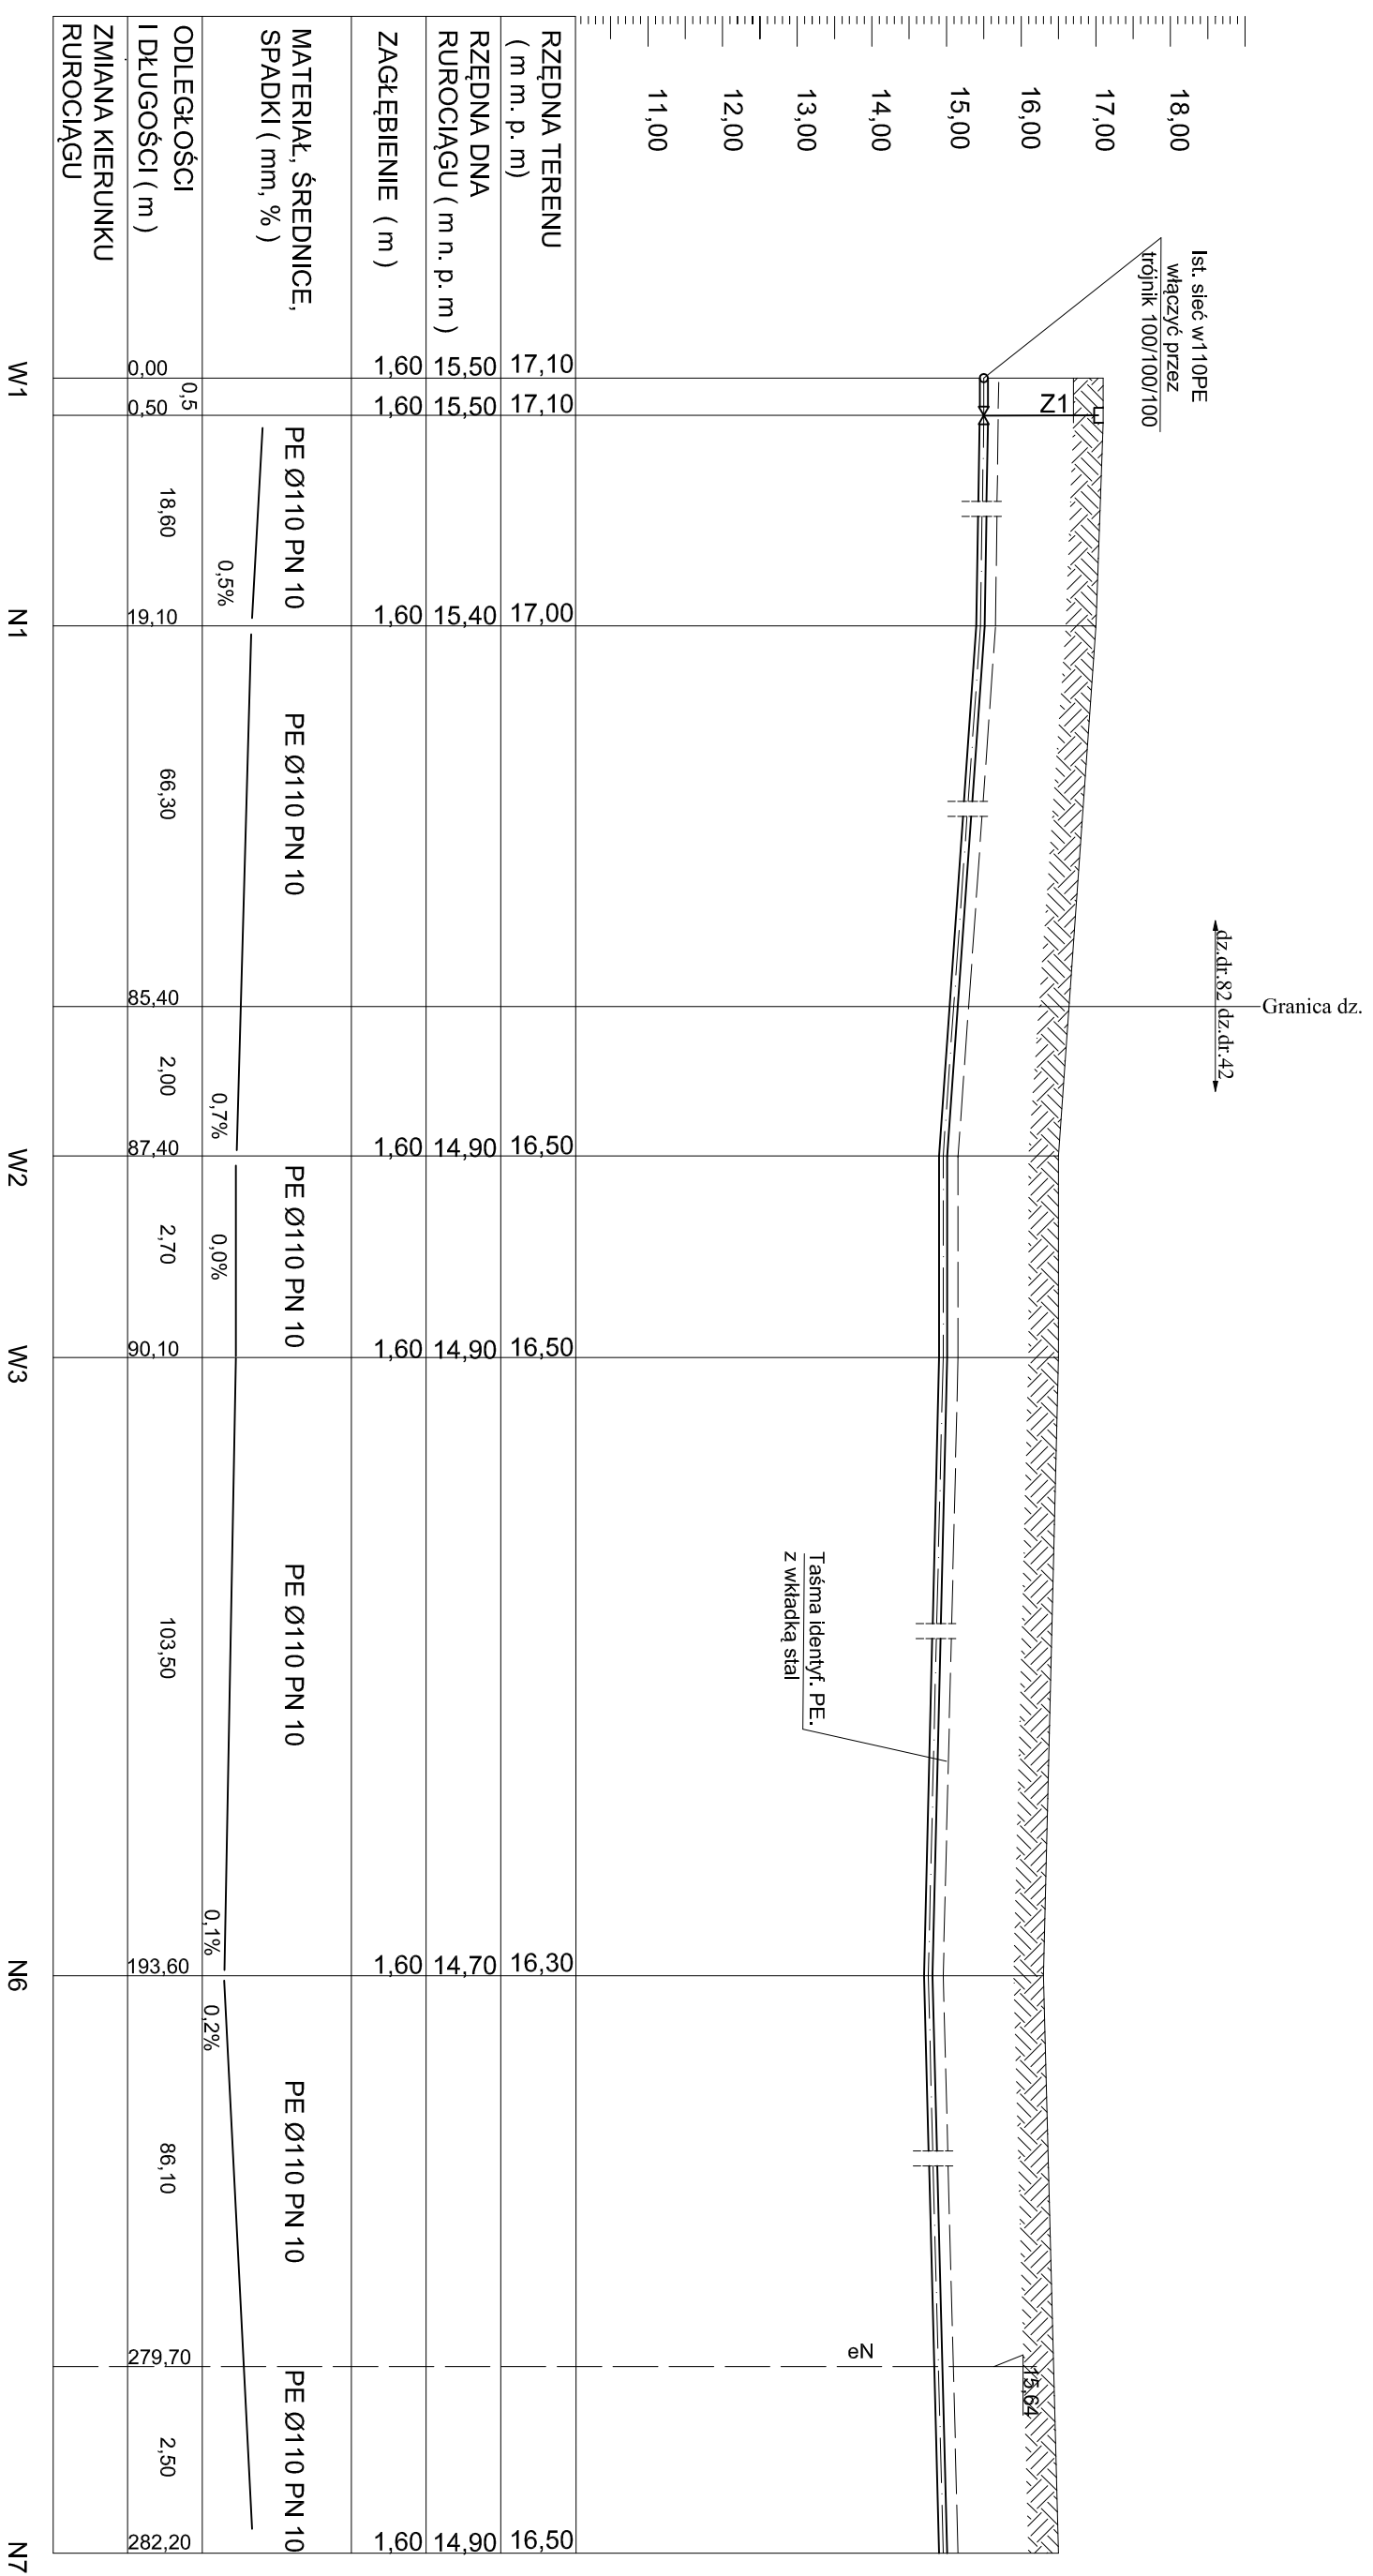 18,00
17,00
16,00
15,00
14,00
13,00
12,00
11,00
Ist. sieć w110PE
włączyć przez
trójnik 100/100/100
Z1
dz.dr.82 dz.dr.42
Granica dz.
Taśma identyf. PE.
z wkładką stal
eN
15,64
RZĘDNA TERENU
( m m. p. m)
17,10
17,10
17,00
16,50
16,50
16,30
16,50
RZĘDNA DNA
RUROCIĄGU ( m n. p. m )
15,50
15,50
15,40
14,90
14,90
14,70
14,90
ZAGŁĘBIENIE ( m )
1,60
1,60
1,60
1,60
1,60
1,60
1,60
MATERIAŁ, ŚREDNICE,
SPADKI ( mm, % )
PE Ø110 PN 10
PE Ø110 PN 10
PE Ø110 PN 10
PE Ø110 PN 10
PE Ø110 PN 10
PE Ø110 PN 10
0,5%
0,7%
0,0%
0,1%
0,2%
ODLEGŁOŚCI
I DŁUGOŚCI ( m )
0,5
18,60
66,30
2,00
2,70
103,50
86,10
2,50
0,00
0,50
19,10
85,40
87,40
90,10
193,60
279,70
282,20
ZMIANA KIERUNKU
RUROCIĄGU
W1
N1
W2
W3
N6
N7